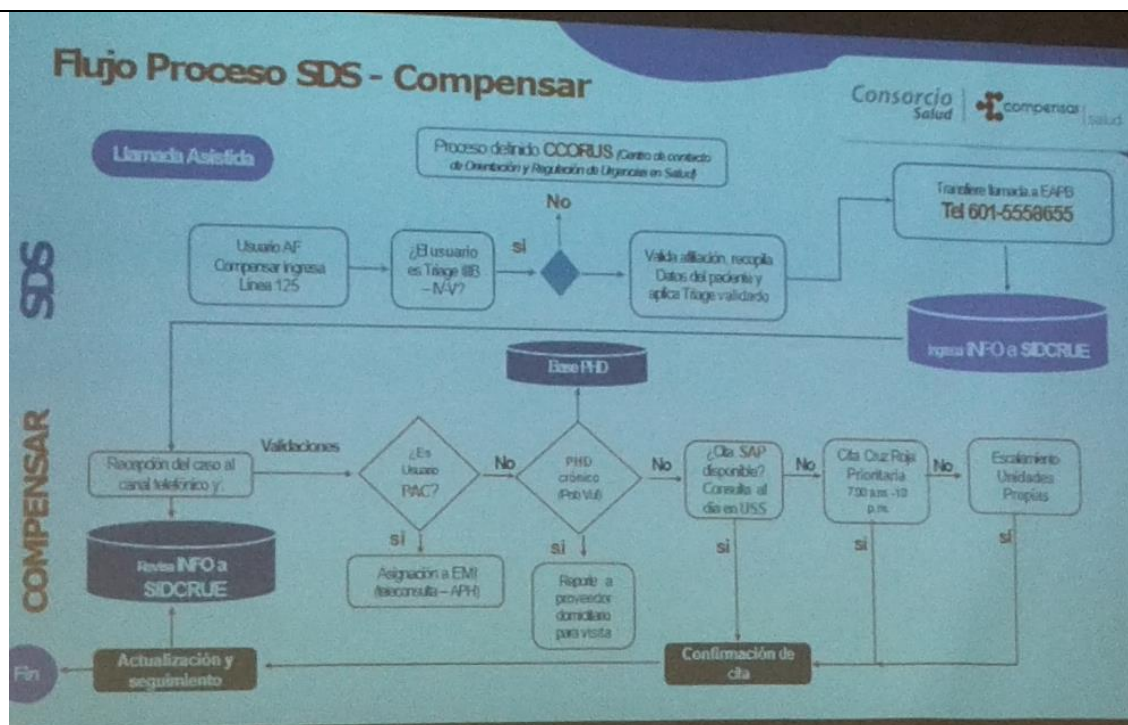 Flujo Proceso SDS - Compensar
Consorcio
Salud
compensar
salud
Llamada Asistida
Proceso definido CCORUS (Centro de contacto
de Orientación y Regulación de Urgencias en Salud)
No
Transfiere llamada a EAPB
Tel 601-5558655
SDS
Usuario AF
Compensar ingresa
Línea 125
¿El usuario
es Triage IIIB
– IV-V?
si
Valida afiliación, recopila
Datos del paciente y
aplica Triage validado
Ingresa INFO a SIDCRUE
Base PHD
COMPENSAR
Recepción del caso al
canal telefónico y.
Validaciones
¿Es
Usuario
PAC?
No
PHD
crónico
(Pob Vul)
No
¿Cita SAP
disponible?
Consulta al
día en USS
No
Cita Cruz Roja
Prioritaria
7:00 a.m. -10
p.m.
No
Escalamiento
Unidades
Propias
si
si
si
si
si
Revisa INFO a
SIDCRUE
Asignación a EMI
(teleconsulta – APH)
Reporte a
proveedor
domiciliario
para visita
Fin
Actualización y
seguimiento
Confirmación de
cita